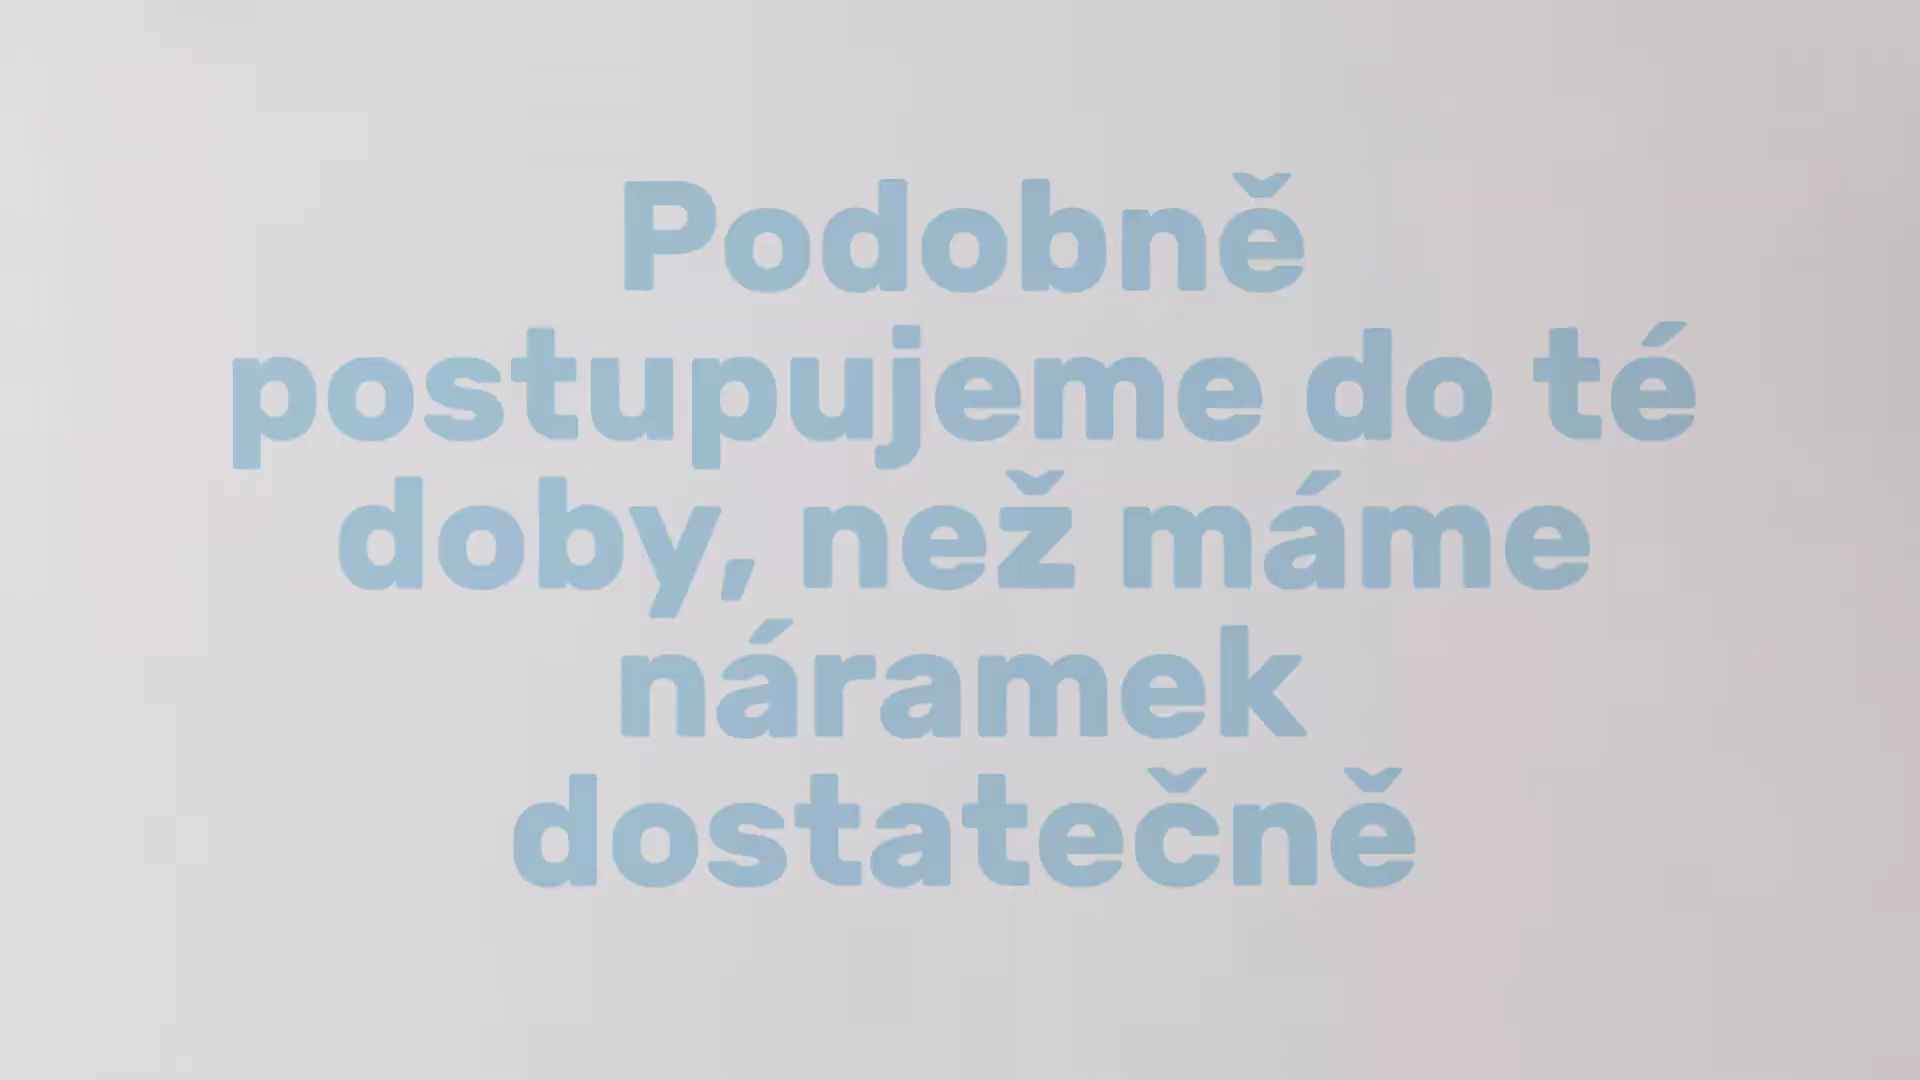 Podobně
postupujeme do té
doby, než máme
náramek
dostatečně